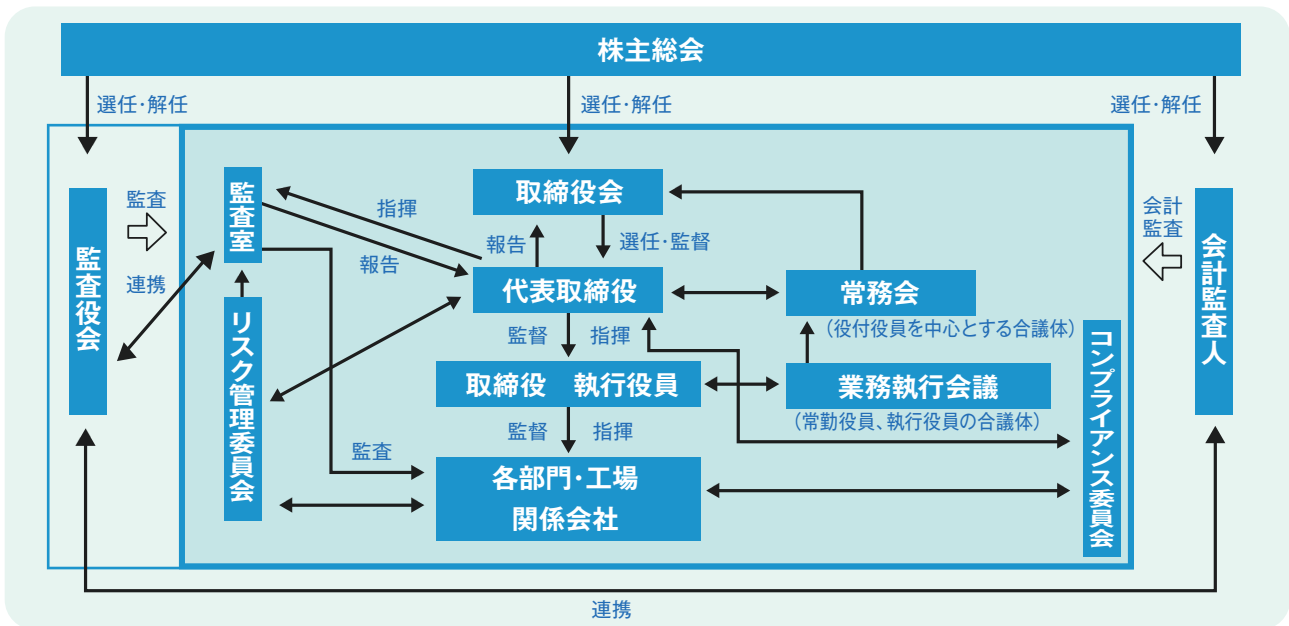 株主総会
選任・解任
選任・解任
選任・解任
監査役会
監査
連携
監査室
指揮
報告
リスク管理委員会
取締役会
報告
選任・監督
代表取締役
監督
指揮
取締役　執行役員
監督
指揮
監査
各部門・工場
関係会社
常務会
（役付役員を中心とする合議体）
業務執行会議
（常勤役員、執行役員の合議体）
コンプライアンス委員会
会計
監査
会計監査人
連携